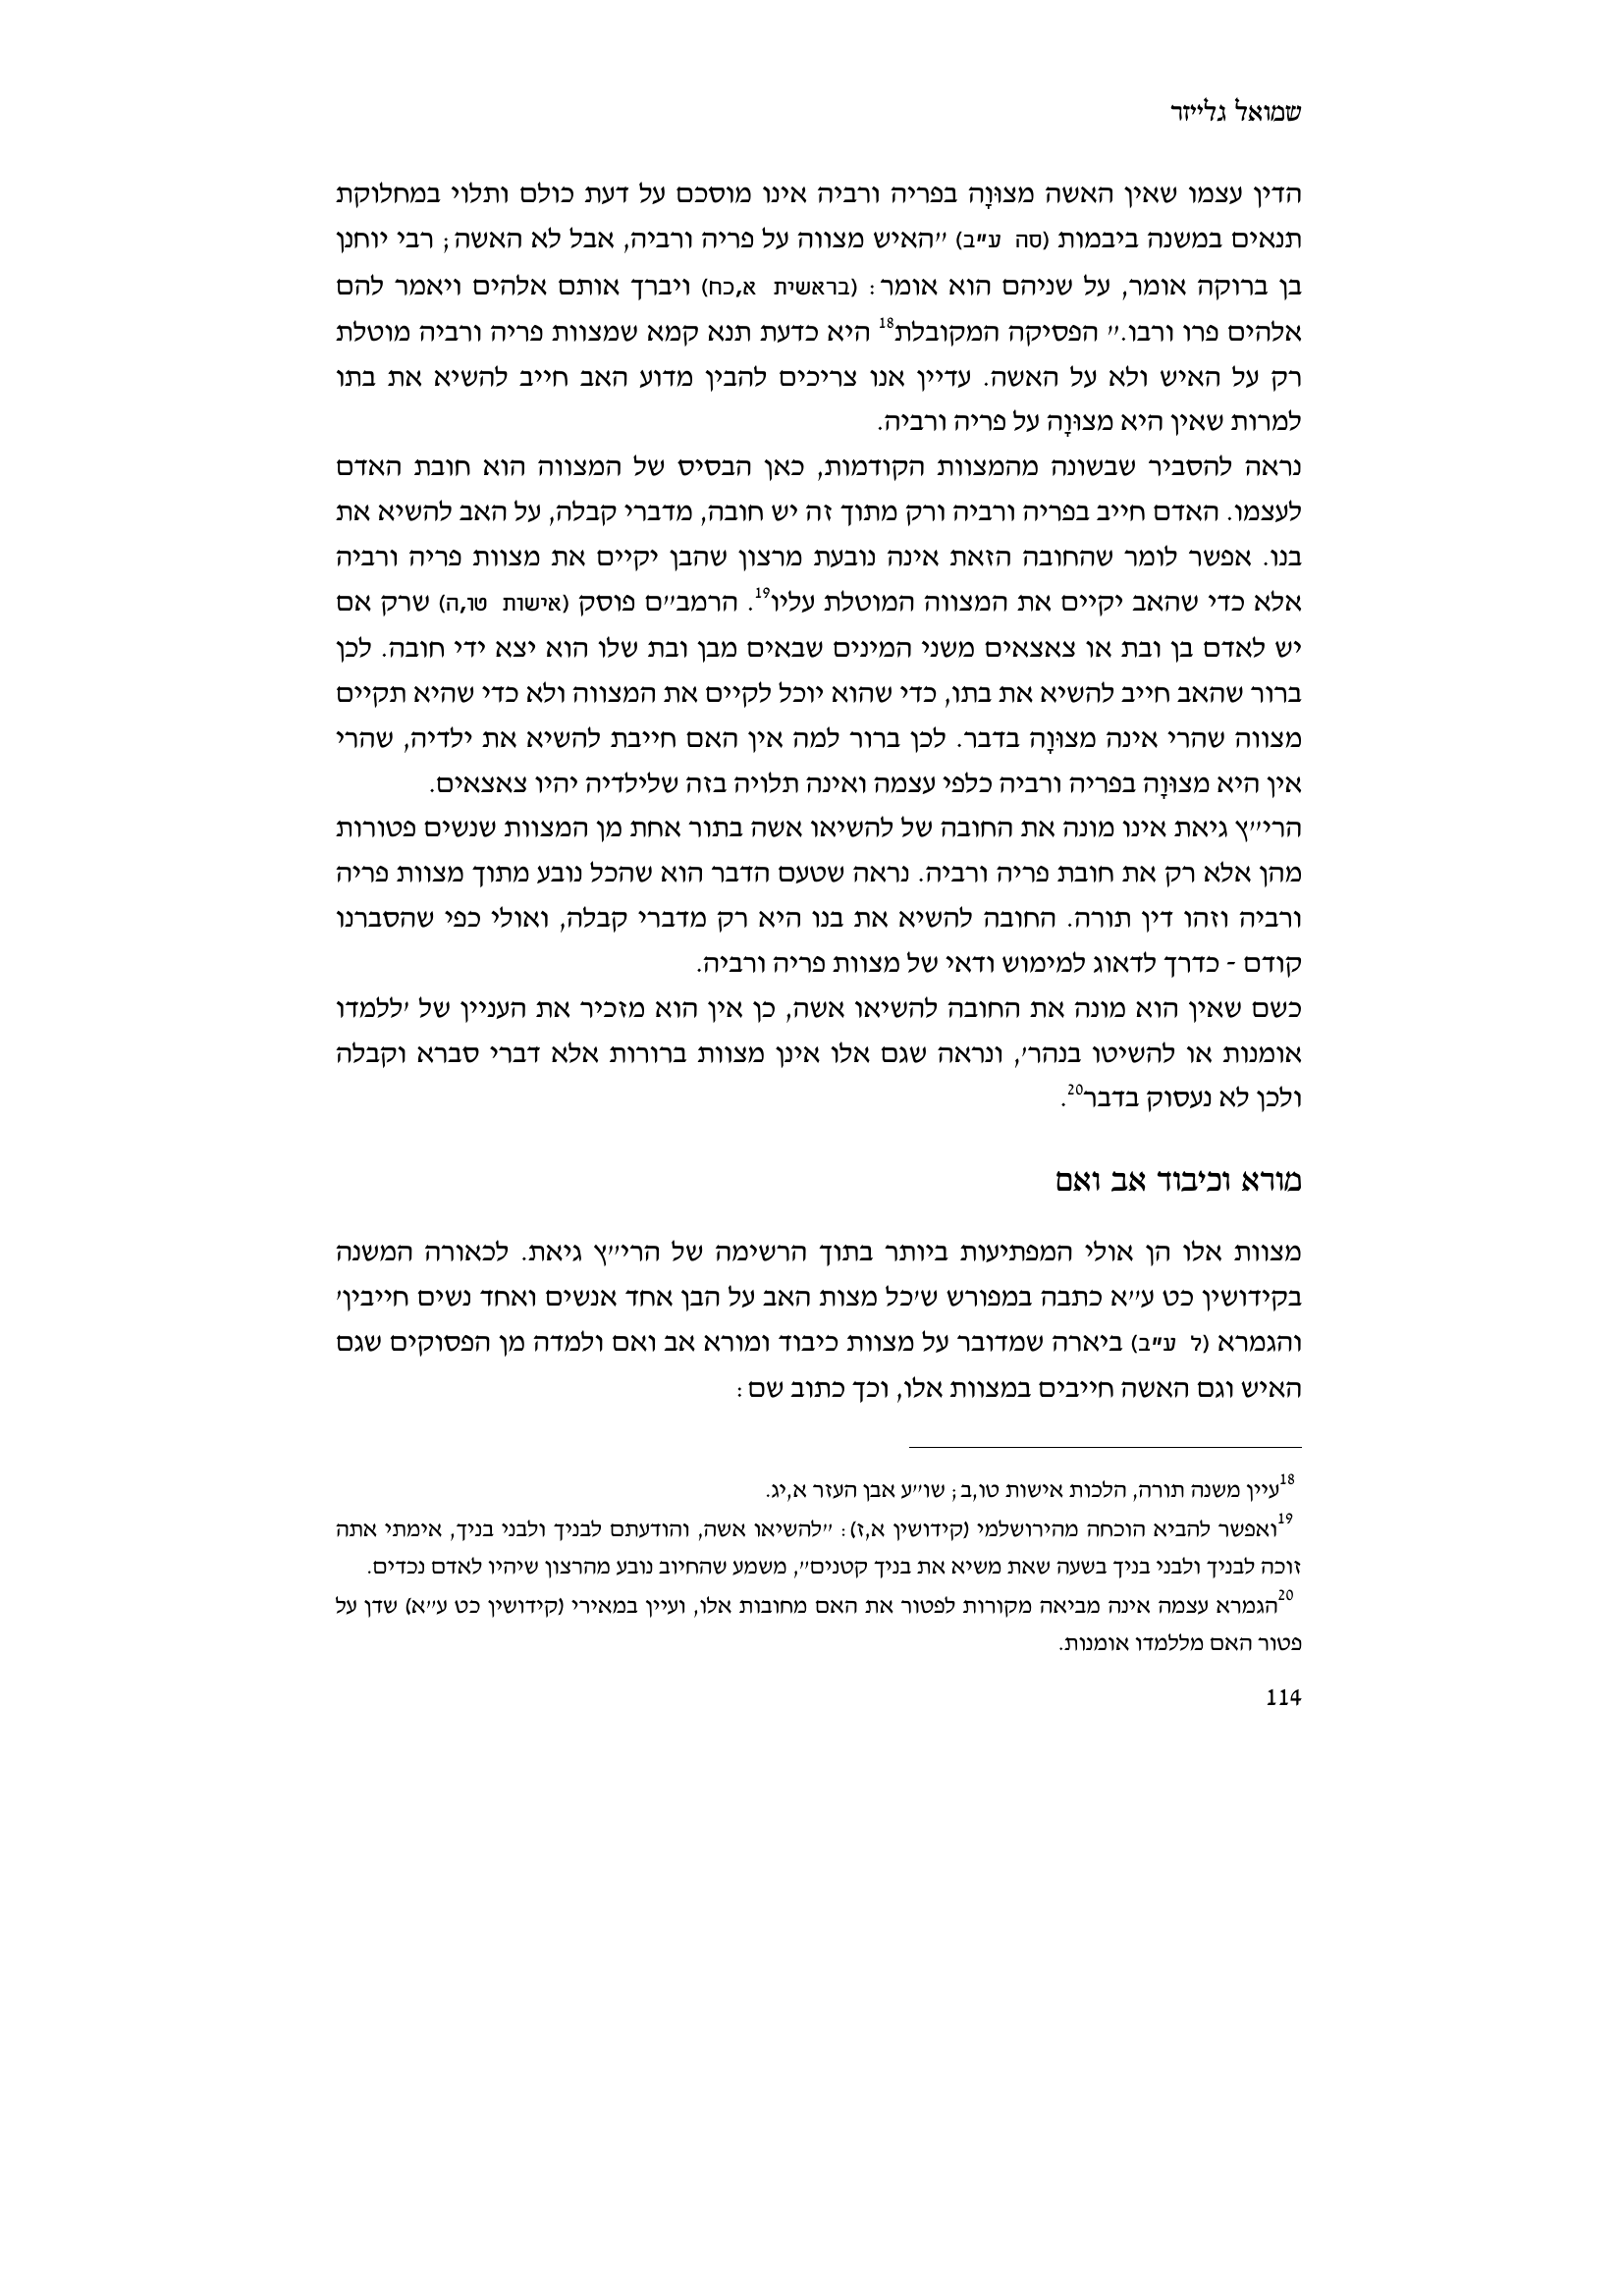 שמואל גלייזר
הדין עצמו שאין האשה מצוּוָה בפריה ורביה אינו מוסכם על דעת כולם ותלוי במחלוקת
תנאים במשנה ביבמות (סה ע"ב) "האיש מצווה על פריה ורביה, אבל לא האשה; רבי יוחנן
בן ברוקה אומר, על שניהם הוא אומר: (בראשית א,כח) ויברך אותם אלהים ויאמר להם
אלהים פרו ורבו." הפסיקה המקובלת18 היא כדעת תנא קמא שמצוות פריה ורביה מוטלת
רק על האיש ולא על האשה. עדיין אנו צריכים להבין מדוע האב חייב להשיא את בתו
למרות שאין היא מצוּוָה על פריה ורביה.
נראה להסביר שבשונה מהמצוות הקודמות, כאן הבסיס של המצווה הוא חובת האדם
לעצמו. האדם חייב בפריה ורביה ורק מתוך זה יש חובה, מדברי קבלה, על האב להשיא את
בנו. אפשר לומר שהחובה הזאת אינה נובעת מרצון שהבן יקיים את מצוות פריה ורביה
אלא כדי שהאב יקיים את המצווה המוטלת עליו19. הרמב"ם פוסק (אישות טו,ה) שרק אם
יש לאדם בן ובת או צאצאים משני המינים שבאים מבן ובת שלו הוא יצא ידי חובה. לכן
ברור שהאב חייב להשיא את בתו, כדי שהוא יוכל לקיים את המצווה ולא כדי שהיא תקיים
מצווה שהרי אינה מצוּוָה בדבר. לכן ברור למה אין האם חייבת להשיא את ילדיה, שהרי
אין היא מצוּוָה בפריה ורביה כלפי עצמה ואינה תלויה בזה שלילדיה יהיו צאצאים.
הרי"ץ גיאת אינו מונה את החובה של להשיאו אשה בתור אחת מן המצוות שנשים פטורות
מהן אלא רק את חובת פריה ורביה. נראה שטעם הדבר הוא שהכל נובע מתוך מצוות פריה
ורביה וזהו דין תורה. החובה להשיא את בנו היא רק מדברי קבלה, ואולי כפי שהסברנו
קודם - כדרך לדאוג למימוש ודאי של מצוות פריה ורביה.
כשם שאין הוא מונה את החובה להשיאו אשה, כן אין הוא מזכיר את העניין של 'ללמדו
אומנות או להשיטו בנהר', ונראה שגם אלו אינן מצוות ברורות אלא דברי סברא וקבלה
ולכן לא נעסוק בדבר20.
מורא וכיבוד אב ואם
מצוות אלו הן אולי המפתיעות ביותר בתוך הרשימה של הרי"ץ גיאת. לכאורה המשנה
בקידושין כט ע"א כתבה במפורש ש'כל מצות האב על הבן אחד אנשים ואחד נשים חייבין'
והגמרא (ל ע"ב) ביארה שמדובר על מצוות כיבוד ומורא אב ואם ולמדה מן הפסוקים שגם
האיש וגם האשה חייבים במצוות אלו, וכך כתוב שם:
18עיין משנה תורה, הלכות אישות טו,ב; שו"ע אבן העזר א,יג.
19ואפשר להביא הוכחה מהירושלמי (קידושין א,ז): "להשיאו אשה, והודעתם לבניך ולבני בניך, אימתי אתה
זוכה לבניך ולבני בניך בשעה שאת משיא את בניך קטנים", משמע שהחיוב נובע מהרצון שיהיו לאדם נכדים.
20הגמרא עצמה אינה מביאה מקורות לפטור את האם מחובות אלו, ועיין במאירי (קידושין כט ע"א) שדן על
פטור האם מללמדו אומנות.
114